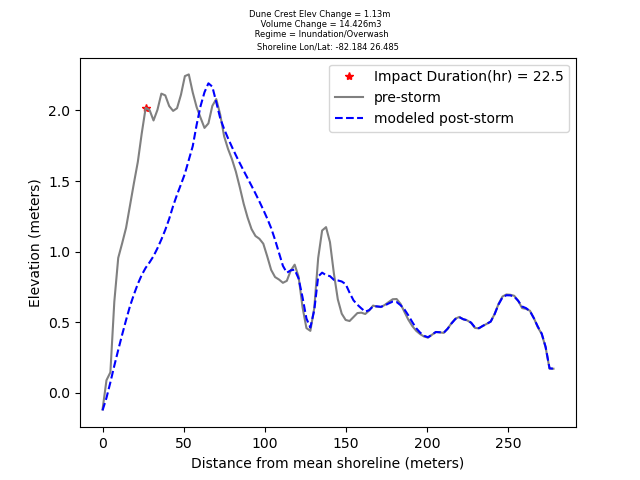 Dune Crest Elev Change = 1.13m
Volume Change = 14.426m3
Regime = Inundation/Overwash
Shoreline Lon/Lat: -82.184 26.485
Impact Duration(hr) = 22.5
pre-storm
modeled post-storm
Elevation (meters)
2.0
1.5
1.0
0.5
0.0
0
50
100
150
200
250
Distance from mean shoreline (meters)